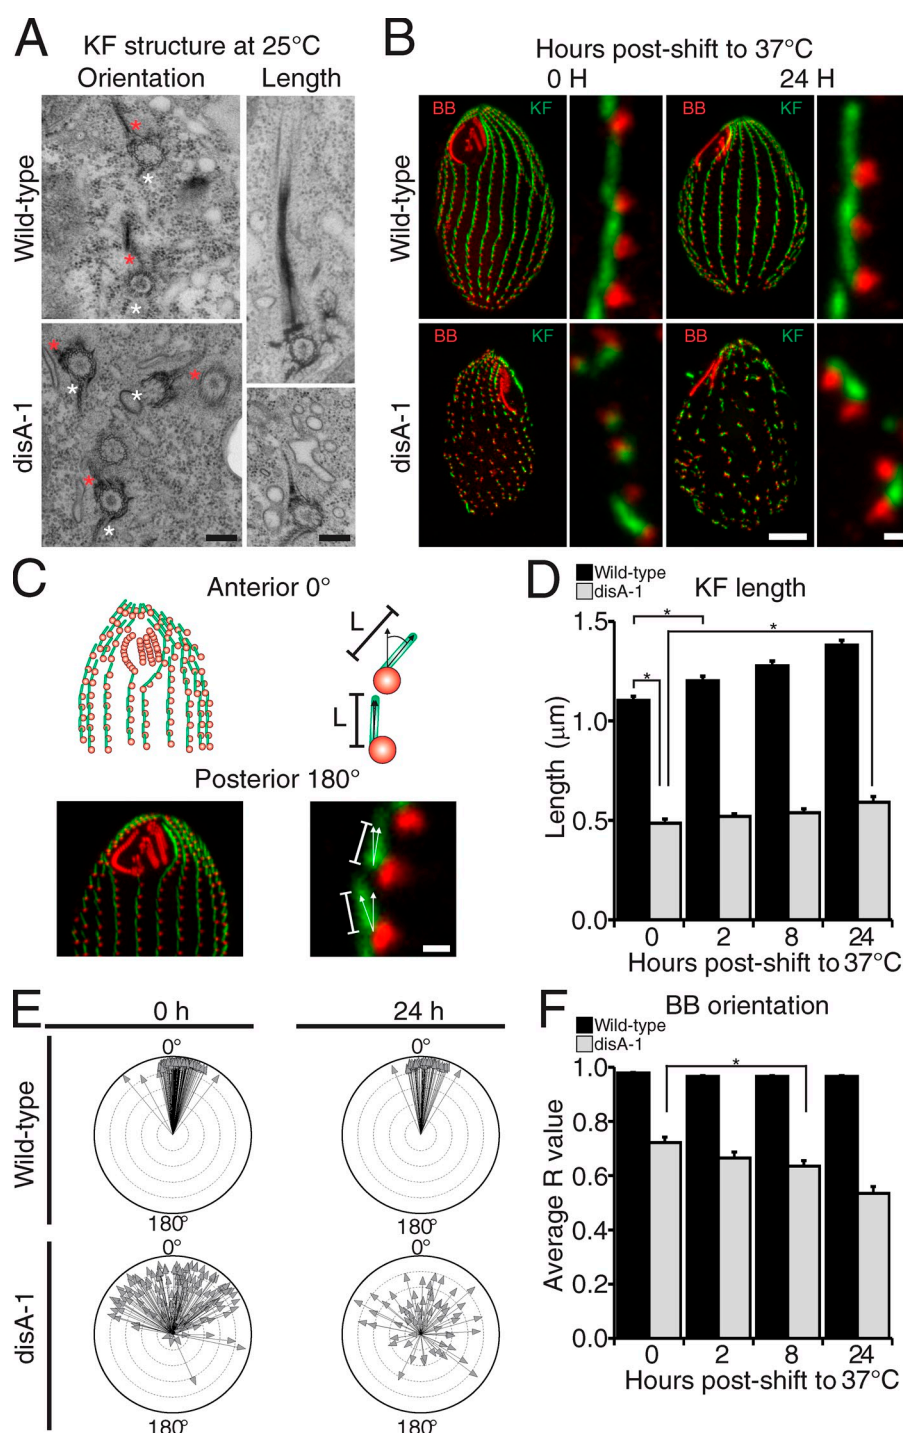 A
KF structure at 25°C
Orientation
Length
Wild-type
*
*
*
*
disA-1
*
*
*
*
*
*
B
Hours post-shift to 37°C
0 H
24 H
Wild-type
BB
KF
BB
KF
disA-1
BB
KF
BB
KF
C
Anterior 0°
L
L
Posterior 180°
D
Wild-type
disA-1
KF length
Length (μm)
1.5
1.0
0.5
0.0
*
*
*
0
2
8
24
Hours post-shift to 37°C
E
0 h
24 h
Wild-type
0°
180°
0°
180°
disA-1
0°
180°
0°
180°
F
BB orientation
Wild-type
disA-1
Average R value
1.0
0.8
0.6
0.4
0.2
0.0
*
0
2
8
24
Hours post-shift to 37°C